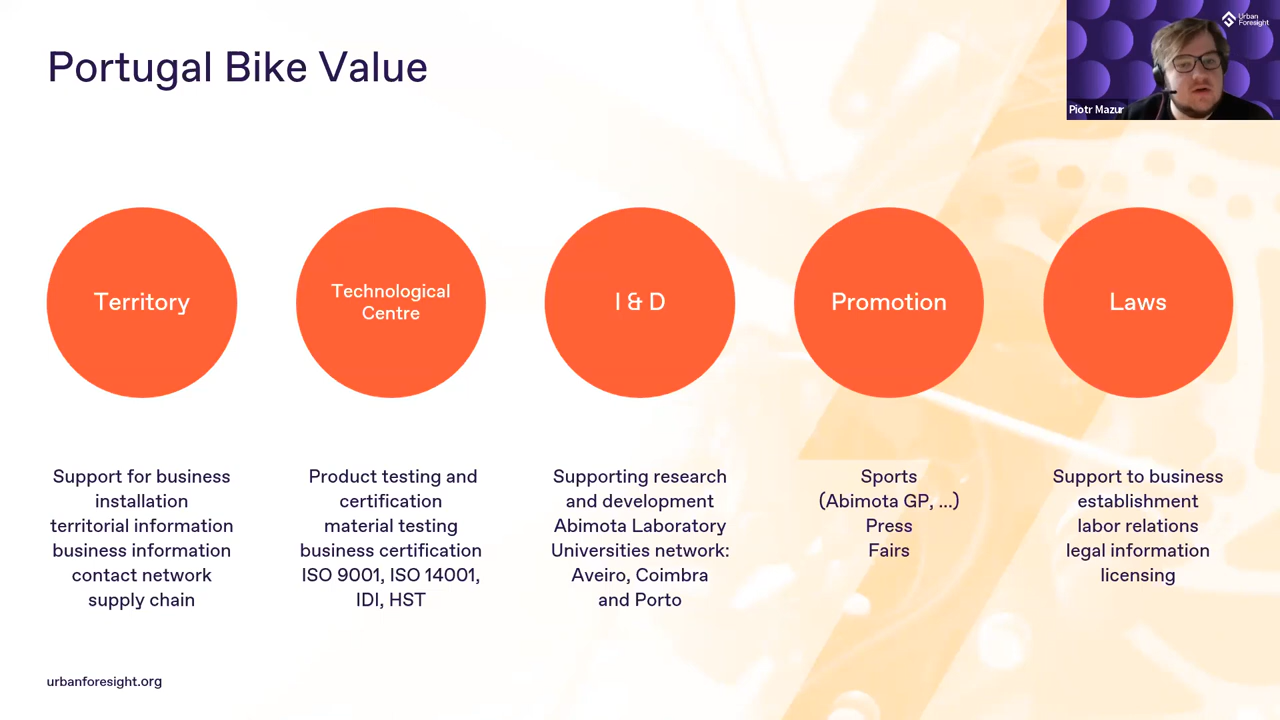 Portugal Bike Value
Urban
Foresight
Piotr Mazur
Territory
Technological
Centre
I & D
Promotion
Laws
Support for business
installation
territorial information
business information
contact network
supply chain
Product testing and
certification
material testing
business certification
ISO 9001, ISO 14001,
IDI, HST
Supporting research
and development
Abimota Laboratory
Universities network:
Aveiro, Coimbra
and Porto
Sports
(Abimota GP, ...)
Press
Fairs
Support to business
establishment
labor relations
legal information
licensing
urbanforesight.org